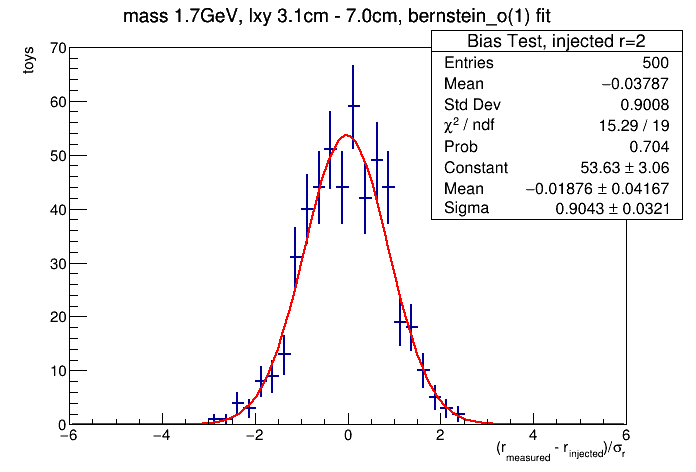 mass 1.7GeV, lxy 3.1cm - 7.0cm, bernstein_o(1) fit
Bias Test, injected r=2
Entries 500
Mean −0.03787
Std Dev 0.9008
χ² / ndf 15.29 / 19
Prob 0.704
Constant 53.63 ± 3.06
Mean −0.01876 ± 0.04167
Sigma 0.9043 ± 0.0321
toys
70
60
50
40
30
20
10
0
−6 −4 −2 0 2 4 6
(r_measured - r_injected)/σ_r